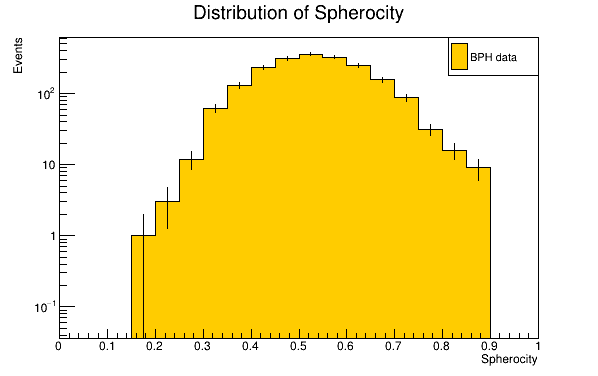 Distribution of Spherocity
Events
BPH data
10²
10
1
10⁻¹
0 0.1 0.2 0.3 0.4 0.5 0.6 0.7 0.8 0.9 1
Spherocity